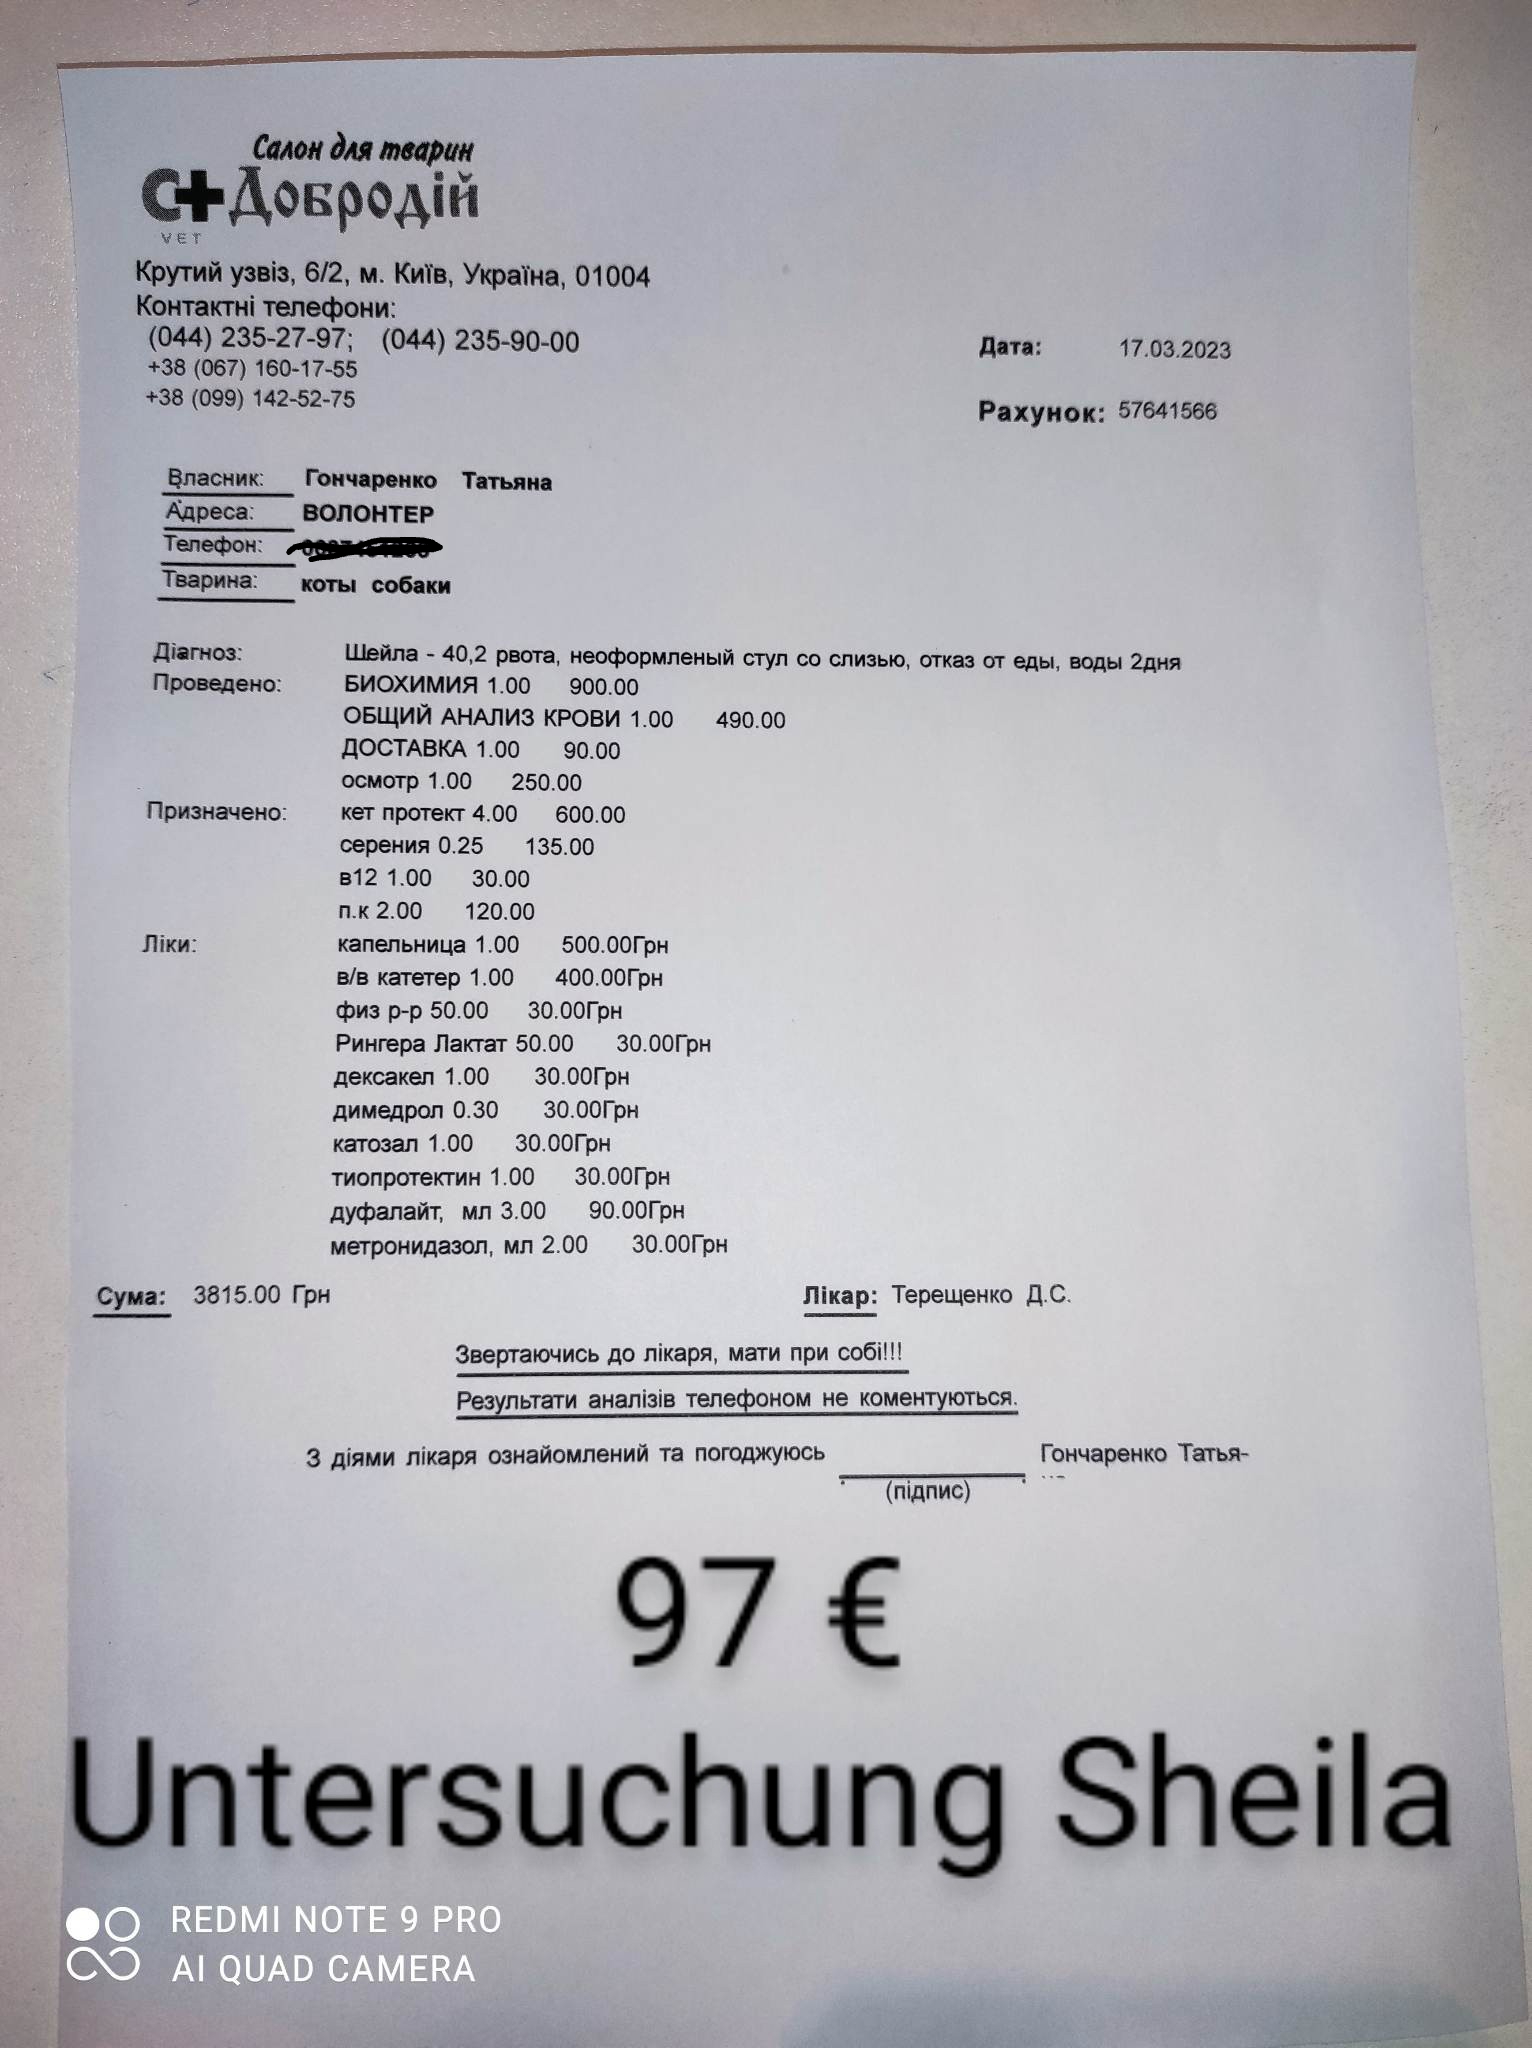 Салон для тварин
С+Добродій
VET
Крутий узвіз, 6/2, м. Київ, Україна, 01004
Контактні телефони:
(044) 235-27-97; (044) 235-90-00
+38 (067) 160-17-55
+38 (099) 142-52-75
Дата: 17.03.2023
Рахунок: 57641566
Власник: Гончаренко Татьяна
Адреса: ВОЛОНТЕР
Телефон:
Тварина: коты собаки
Діагноз: Шейла - 40,2 рвота, неоформленый стул со слизью, отказ от еды, воды 2дня
Проведено: БИОХИМИЯ 1.00 900.00
ОБЩИЙ АНАЛИЗ КРОВИ 1.00 490.00
ДОСТАВКА 1.00 90.00
осмотр 1.00 250.00
Призначено: кет протект 4.00 600.00
серения 0.25 135.00
в12 1.00 30.00
п.к 2.00 120.00
Ліки: капельница 1.00 500.00Грн
в/в катетер 1.00 400.00Грн
физ р-р 50.00 30.00Грн
Рингера Лактат 50.00 30.00Грн
дексакел 1.00 30.00Грн
димедрол 0.30 30.00Грн
катозал 1.00 30.00Грн
тиопротектин 1.00 30.00Грн
дуфалайт, мл 3.00 90.00Грн
метронидазол, мл 2.00 30.00Грн
Сума: 3815.00 Грн Лікар: Терещенко Д.С.
Звертаючись до лікаря, мати при собі!!!
Результати аналізів телефоном не коментуються.
З діями лікаря ознайомлений та погоджуюсь Гончаренко Татья-
(підпис)
97 €
Untersuchung Sheila
REDMI NOTE 9 PRO
AI QUAD CAMERA